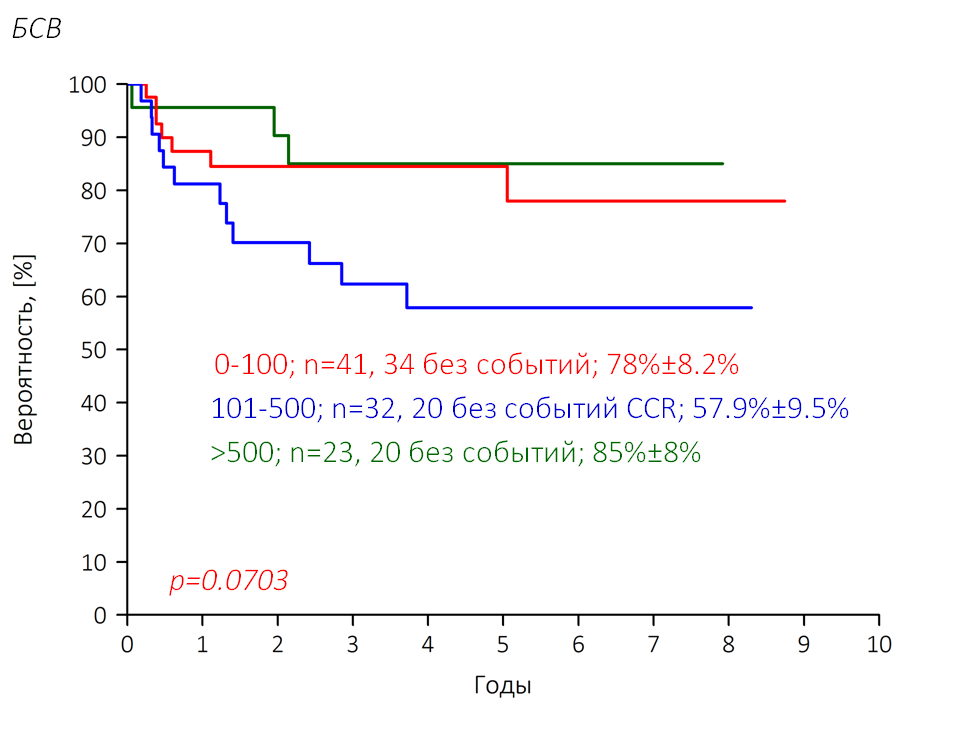 БСВ
100
90
80
70
60
50
40
30
20
10
0
Вероятность, [%]
0-100; n=41, 34 без событий; 78%±8.2%
101-500; n=32, 20 без событий CCR; 57.9%±9.5%
>500; n=23, 20 без событий; 85%±8%
p=0.0703
0 1 2 3 4 5 6 7 8 9 10
Годы